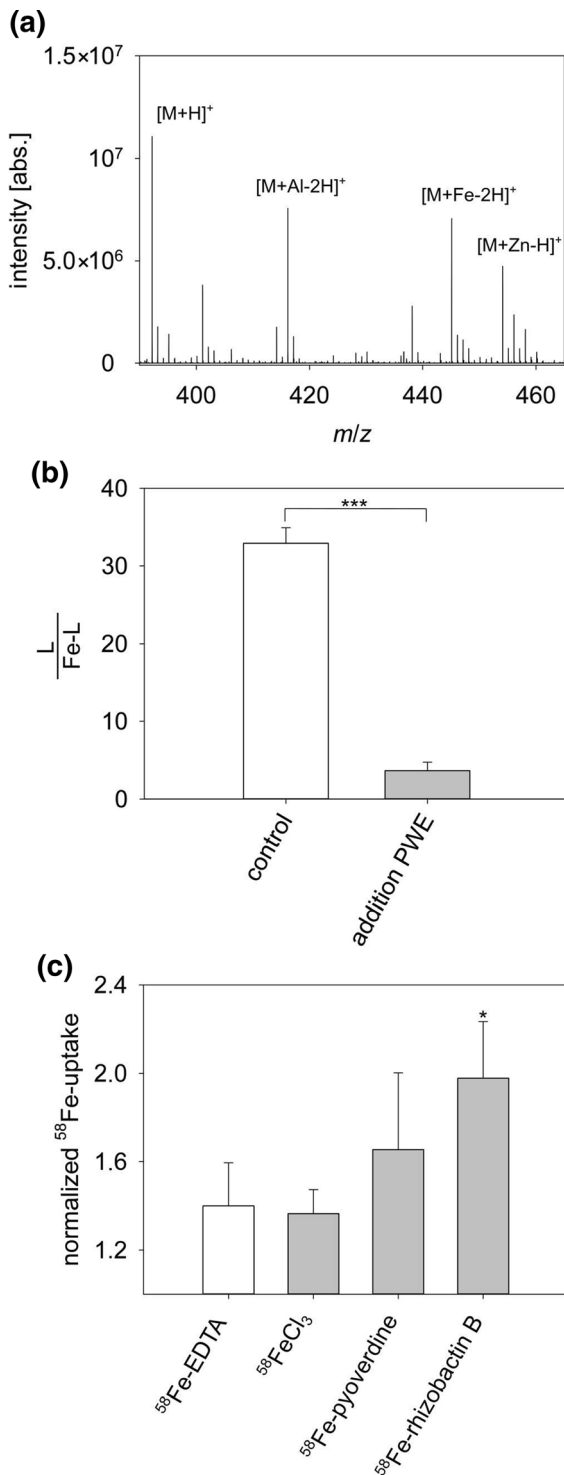 (a)
1.5×10⁷
[M+H]⁺
10⁷
[M+Al-2H]⁺
[M+Fe-2H]⁺
[M+Zn-H]⁺
5.0×10⁶
0
intensity [abs.]
400 420 440 460
m/z
(b)
40
***
30
20
10
0
L
Fe-L
control
addition PWE
(c)
2.4
*
2.0
1.6
1.2
normalized ⁵⁸Fe-uptake
⁵⁸Fe-EDTA
⁵⁸FeCl₃
⁵⁸Fe-pyoverdine
⁵⁸Fe-rhizobactin B